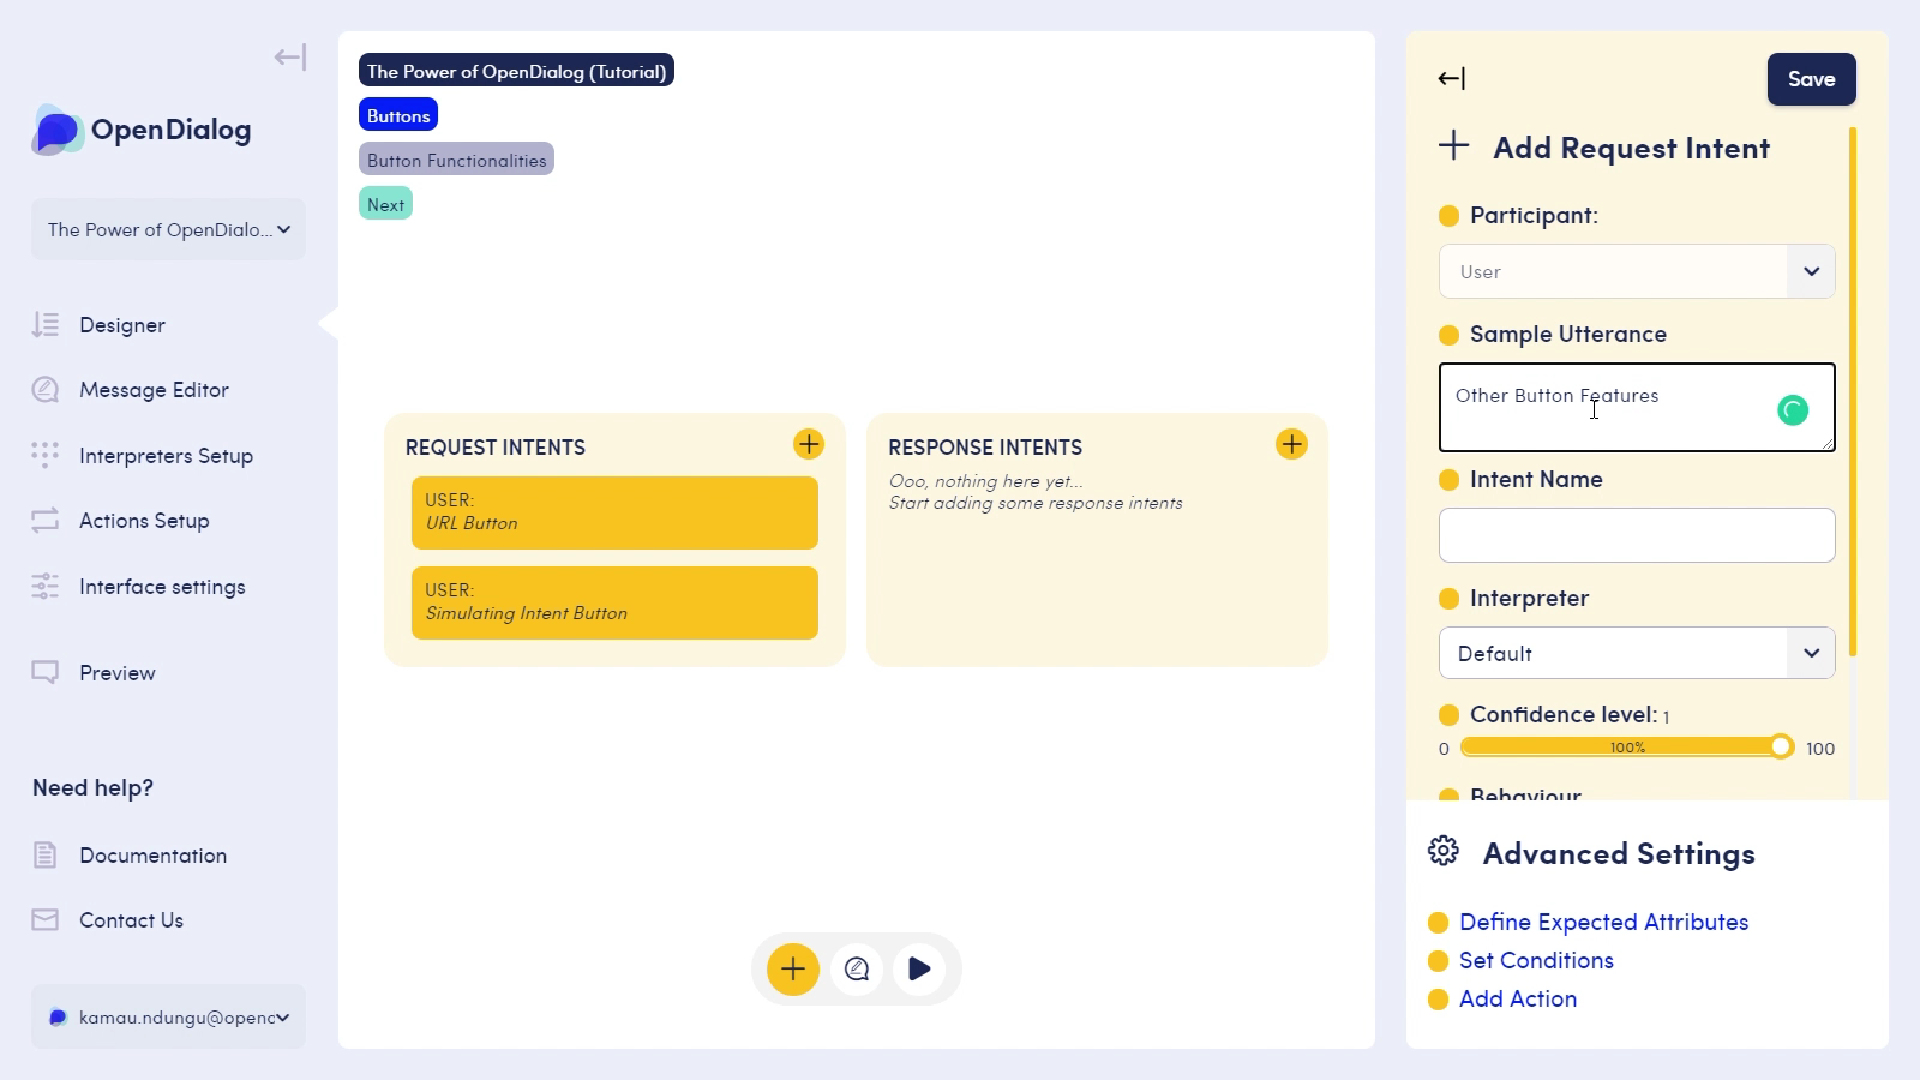 OpenDialog
The Power of OpenDialo...
Designer
Message Editor
Interpreters Setup
Actions Setup
Interface settings
Preview
Need help?
Documentation
Contact Us
kamau.ndungu@openc
The Power of OpenDialog (Tutorial)
Buttons
Button Functionalities
Next
REQUEST INTENTS
USER:
URL Button
USER:
Simulating Intent Button
RESPONSE INTENTS
Ooo, nothing here yet...
Start adding some response intents
Save
Add Request Intent
Participant:
User
Sample Utterance
Other Button Features
Intent Name
Interpreter
Default
Confidence level: 1
0 100% 100
Behaviour
Advanced Settings
Define Expected Attributes
Set Conditions
Add Action